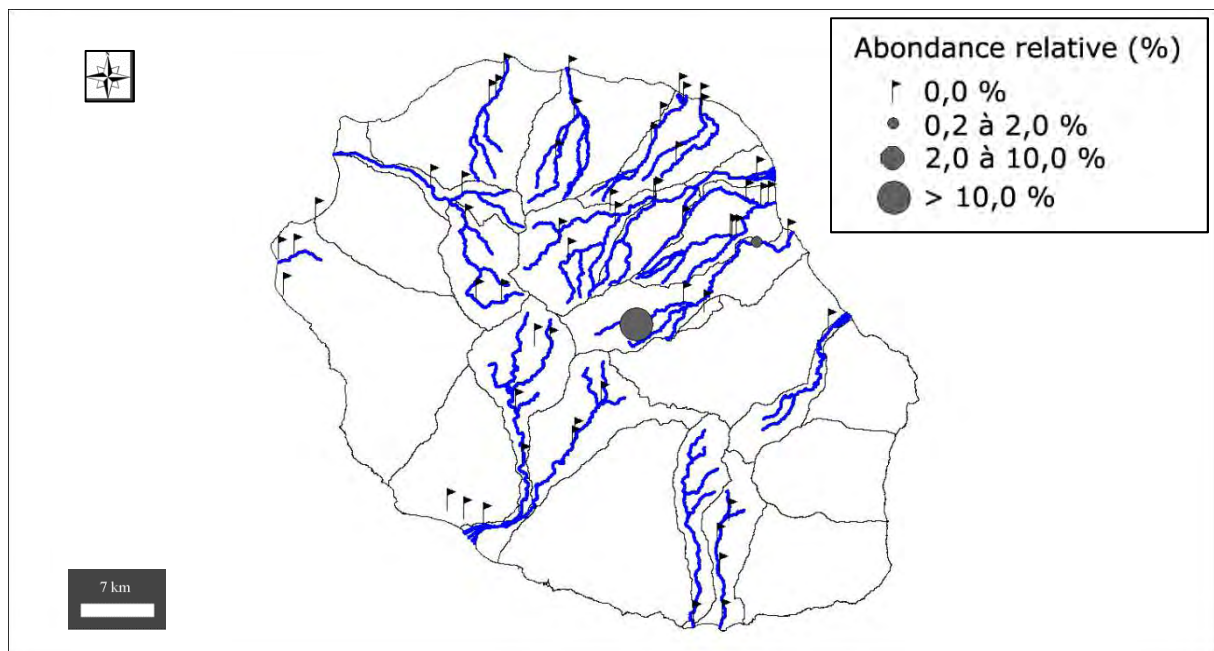 Abondance relative (%)
0,0 %
0,2 à 2,0 %
2,0 à 10,0 %
> 10,0 %
7 km